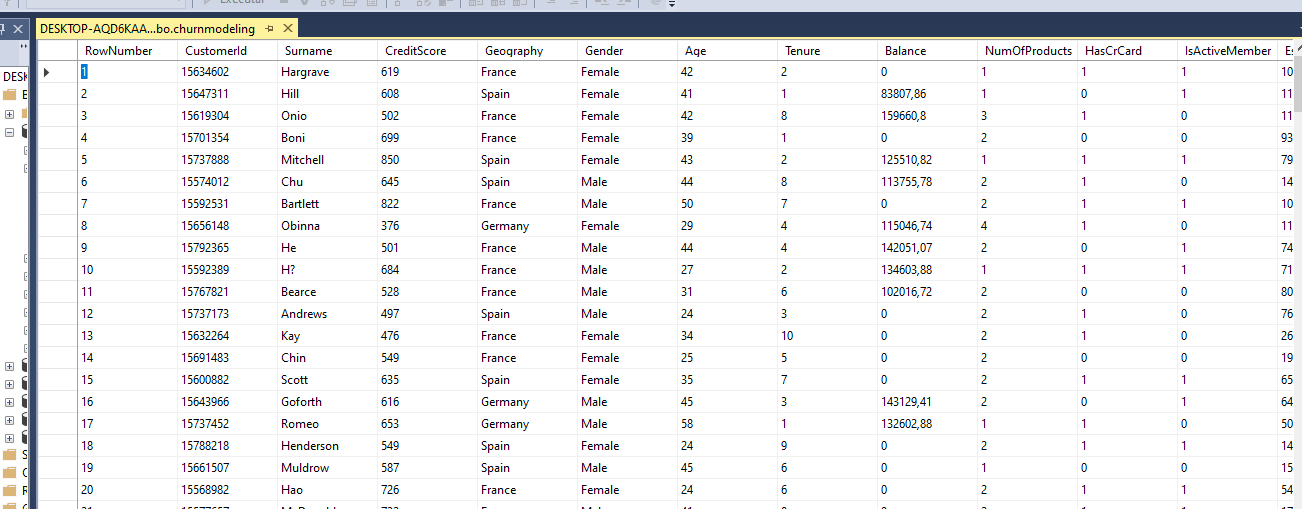 Executar
DESKTOP-AQD6KAA...bo.churnmodeling
RowNumber CustomerId Surname CreditScore Geography Gender Age Tenure Balance NumOfProducts HasCrCard IsActiveMember Es
1 15634602 Hargrave 619 France Female 42 2 0 1 1 1 10
2 15647311 Hill 608 Spain Female 41 1 83807,86 1 0 1 11
3 15619304 Onio 502 France Female 42 8 159660,8 3 1 0 11
4 15701354 Boni 699 France Female 39 1 0 2 0 0 93
5 15737888 Mitchell 850 Spain Female 43 2 125510,82 1 1 1 79
6 15574012 Chu 645 Spain Male 44 8 113755,78 2 1 0 14
7 15592531 Bartlett 822 France Male 50 7 0 2 1 1 10
8 15656148 Obinna 376 Germany Female 29 4 115046,74 4 1 0 11
9 15792365 He 501 France Male 44 4 142051,07 2 0 1 74
10 15592389 H? 684 France Male 27 2 134603,88 1 1 1 71
11 15767821 Bearce 528 France Male 31 6 102016,72 2 0 0 80
12 15737173 Andrews 497 Spain Male 24 3 0 2 1 0 76
13 15632264 Kay 476 France Female 34 10 0 2 1 0 26
14 15691483 Chin 549 France Female 25 5 0 2 0 0 19
15 15600882 Scott 635 Spain Female 35 7 0 2 1 1 65
16 15643966 Goforth 616 Germany Male 45 3 143129,41 2 0 1 64
17 15737452 Romeo 653 Germany Male 58 1 132602,88 1 1 0 50
18 15788218 Henderson 549 Spain Female 24 9 0 2 1 1 14
19 15661507 Muldrow 587 Spain Male 45 6 0 1 0 0 15
20 15568982 Hao 726 France Female 24 6 0 2 1 1 54
DESK